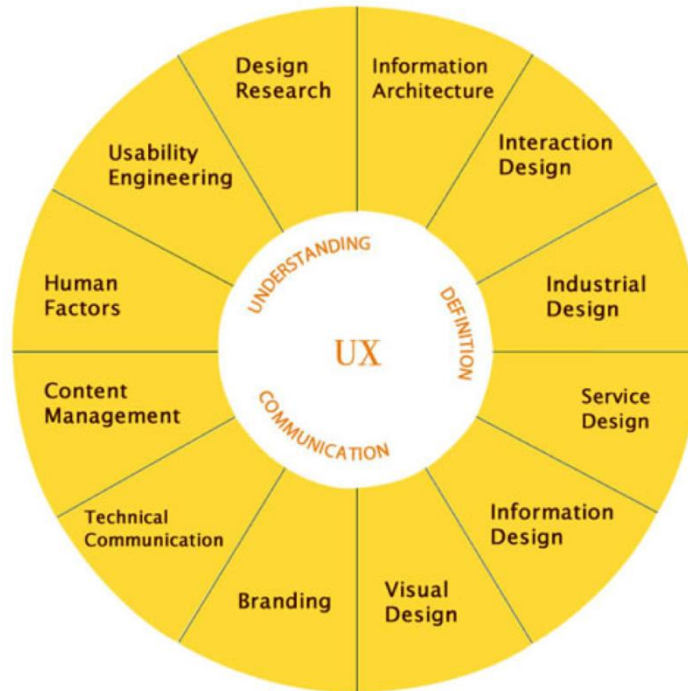 Design
Research
Information
Architecture
Usability
Engineering
Interaction
Design
Human
Factors
Industrial
Design
Content
Management
Service
Design
Technical
Communication
Information
Design
Branding
Visual
Design
UNDERSTANDING
DEFINITION
UX
COMMUNICATION